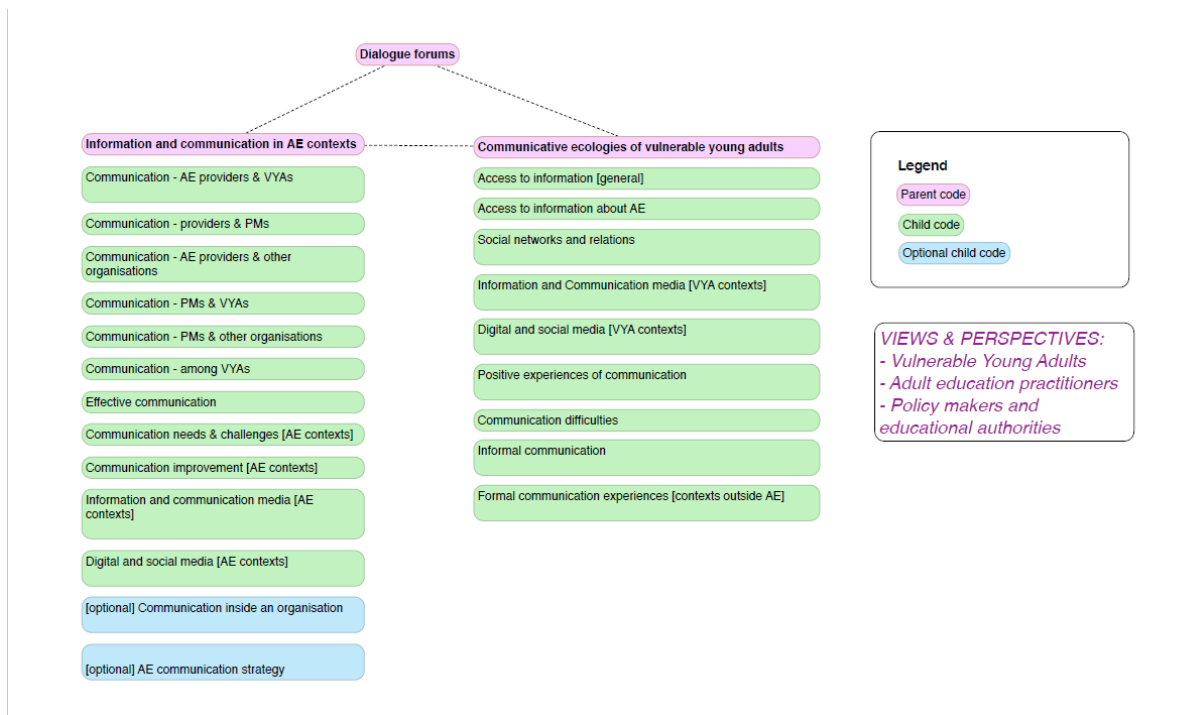 Dialogue forums
Information and communication in AE contexts
Communication - AE providers & VYAs
Communication - providers & PMs
Communication - AE providers & other
organisations
Communication - PMs & VYAs
Communication - PMs & other organisations
Communication - among VYAs
Effective communication
Communication needs & challenges [AE contexts]
Communication improvement [AE contexts]
Information and communication media [AE
contexts]
Digital and social media [AE contexts]
[optional] Communication inside an organisation
[optional] AE communication strategy
Communicative ecologies of vulnerable young adults
Access to information [general]
Access to information about AE
Social networks and relations
Information and Communication media [VYA contexts]
Digital and social media [VYA contexts]
Positive experiences of communication
Communication difficulties
Informal communication
Formal communication experiences [contexts outside AE]
Legend
Parent code
Child code
Optional child code
VIEWS & PERSPECTIVES:
- Vulnerable Young Adults
- Adult education practitioners
- Policy makers and
educational authorities